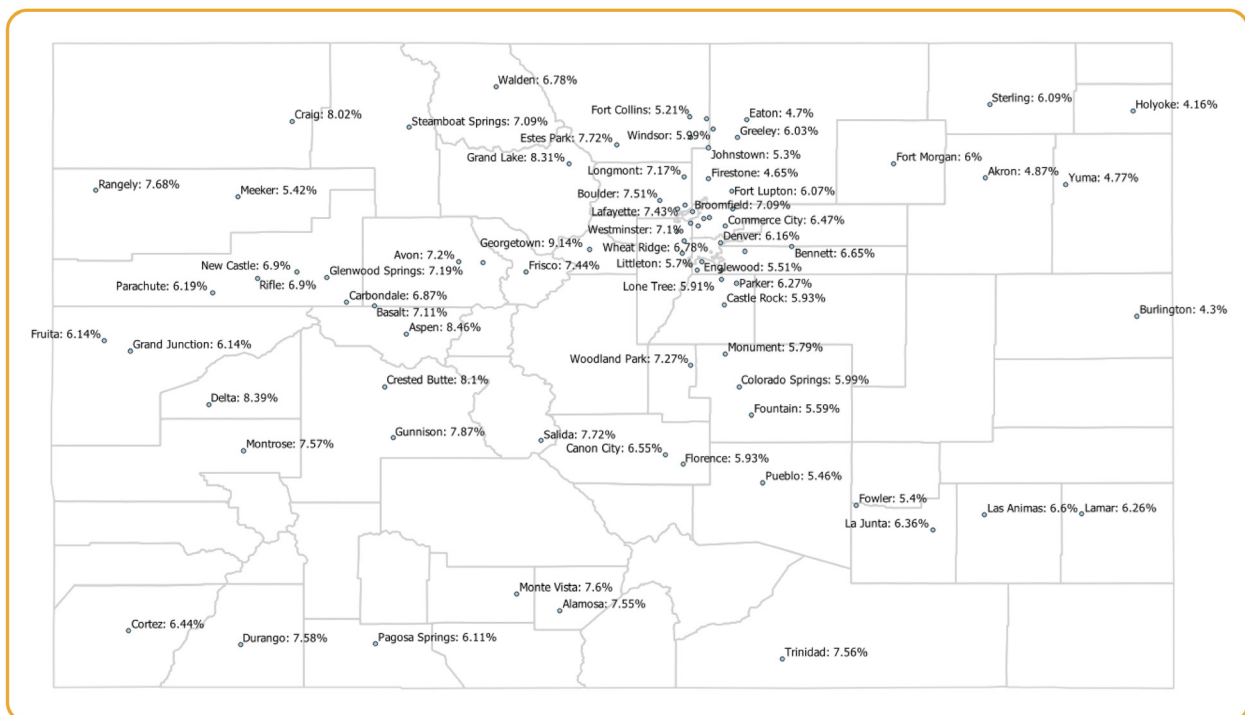 Walden: 6.78%
Sterling: 6.09%
Holyoke: 4.16%
Fort Collins: 5.21%
Eaton: 4.7%
Craig: 8.02%
Steamboat Springs: 7.09%
Estes Park: 7.72%
Windsor: 5.99%
Greeley: 6.03%
Grand Lake: 8.31%
Johnstown: 5.3%
Fort Morgan: 6%
Longmont: 7.17%
Firestone: 4.65%
Akron: 4.87%
Yuma: 4.77%
Rangely: 7.68%
Meeker: 5.42%
Boulder: 7.51%
Fort Lupton: 6.07%
Lafayette: 7.43%
Broomfield: 7.09%
Commerce City: 6.47%
Westminster: 7.1%
Denver: 6.16%
Georgetown: 9.14%
Wheat Ridge: 6.78%
Bennett: 6.65%
Avon: 7.2%
New Castle: 6.9%
Glenwood Springs: 7.19%
Frisco: 7.44%
Littleton: 5.7%
Englewood: 5.51%
Parachute: 6.19%
Rifle: 6.9%
Lone Tree: 5.91%
Parker: 6.27%
Carbondale: 6.87%
Castle Rock: 5.93%
Basalt: 7.11%
Burlington: 4.3%
Aspen: 8.46%
Fruita: 6.14%
Grand Junction: 6.14%
Monument: 5.79%
Woodland Park: 7.27%
Crested Butte: 8.1%
Colorado Springs: 5.99%
Delta: 8.39%
Fountain: 5.59%
Gunnison: 7.87%
Salida: 7.72%
Montrose: 7.57%
Canon City: 6.55%
Florence: 5.93%
Pueblo: 5.46%
Fowler: 5.4%
Las Animas: 6.6%
Lamar: 6.26%
La Junta: 6.36%
Monte Vista: 7.6%
Alamosa: 7.55%
Cortez: 6.44%
Durango: 7.58%
Pagosa Springs: 6.11%
Trinidad: 7.56%